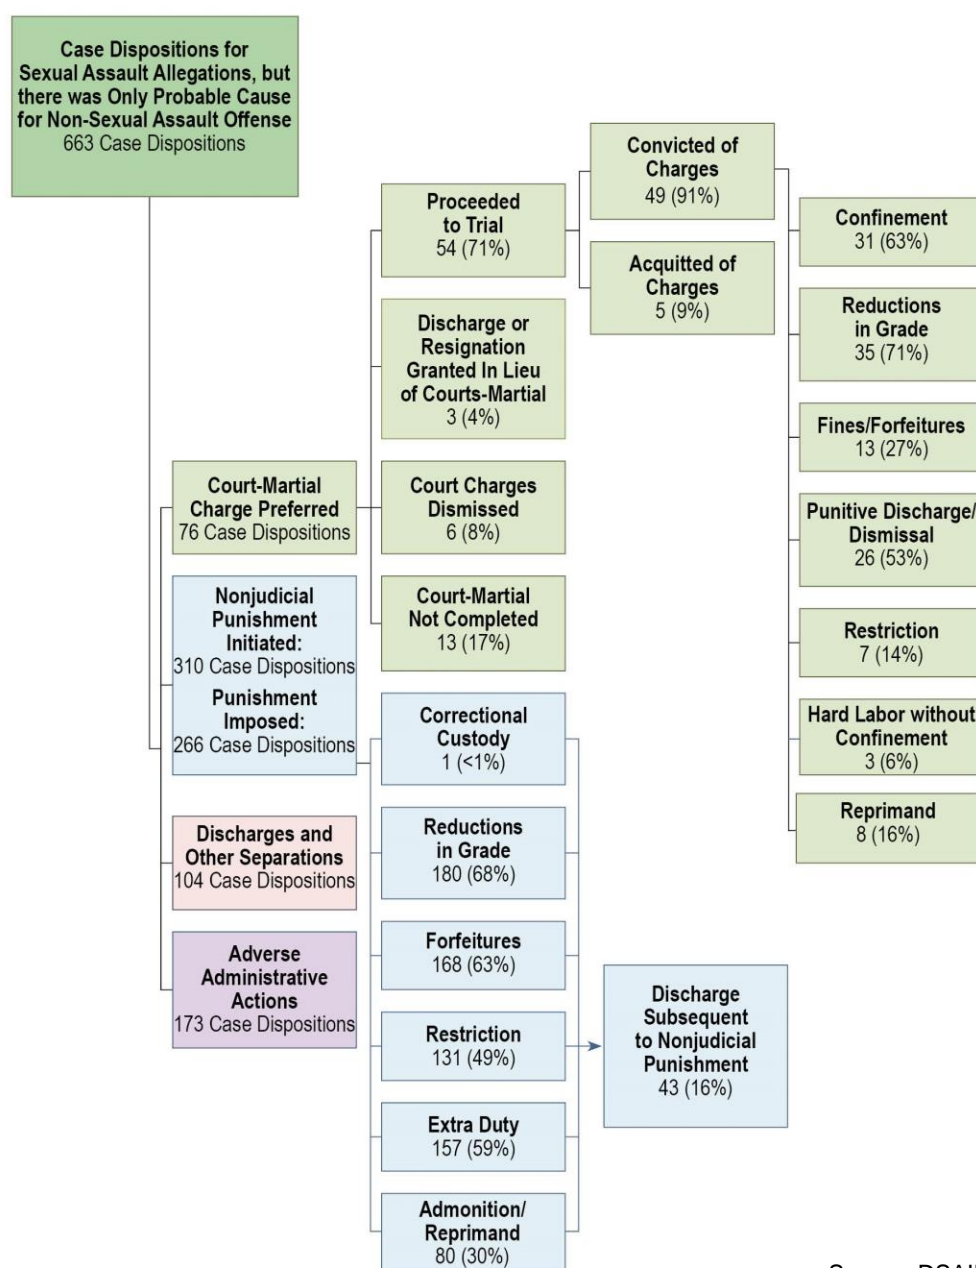 Case Dispositions for
Sexual Assault Allegations, but
there was Only Probable Cause
for Non-Sexual Assault Offense
663 Case Dispositions
Court-Martial
Charge Preferred
76 Case Dispositions
Nonjudicial
Punishment
Initiated:
310 Case Dispositions
Punishment
Imposed:
266 Case Dispositions
Discharges and
Other Separations
104 Case Dispositions
Adverse
Administrative
Actions
173 Case Dispositions
Proceeded
to Trial
54 (71%)
Discharge or
Resignation
Granted In Lieu
of Courts-Martial
3 (4%)
Court Charges
Dismissed
6 (8%)
Court-Martial
Not Completed
13 (17%)
Correctional
Custody
1 (<1%)
Reductions
in Grade
180 (68%)
Forfeitures
168 (63%)
Restriction
131 (49%)
Extra Duty
157 (59%)
Admonition/
Reprimand
80 (30%)
Convicted of
Charges
49 (91%)
Acquitted of
Charges
5 (9%)
Discharge
Subsequent
to Nonjudicial
Punishment
43 (16%)
Confinement
31 (63%)
Reductions
in Grade
35 (71%)
Fines/Forfeitures
13 (27%)
Punitive Discharge/
Dismissal
26 (53%)
Restriction
7 (14%)
Hard Labor without
Confinement
3 (6%)
Reprimand
8 (16%)